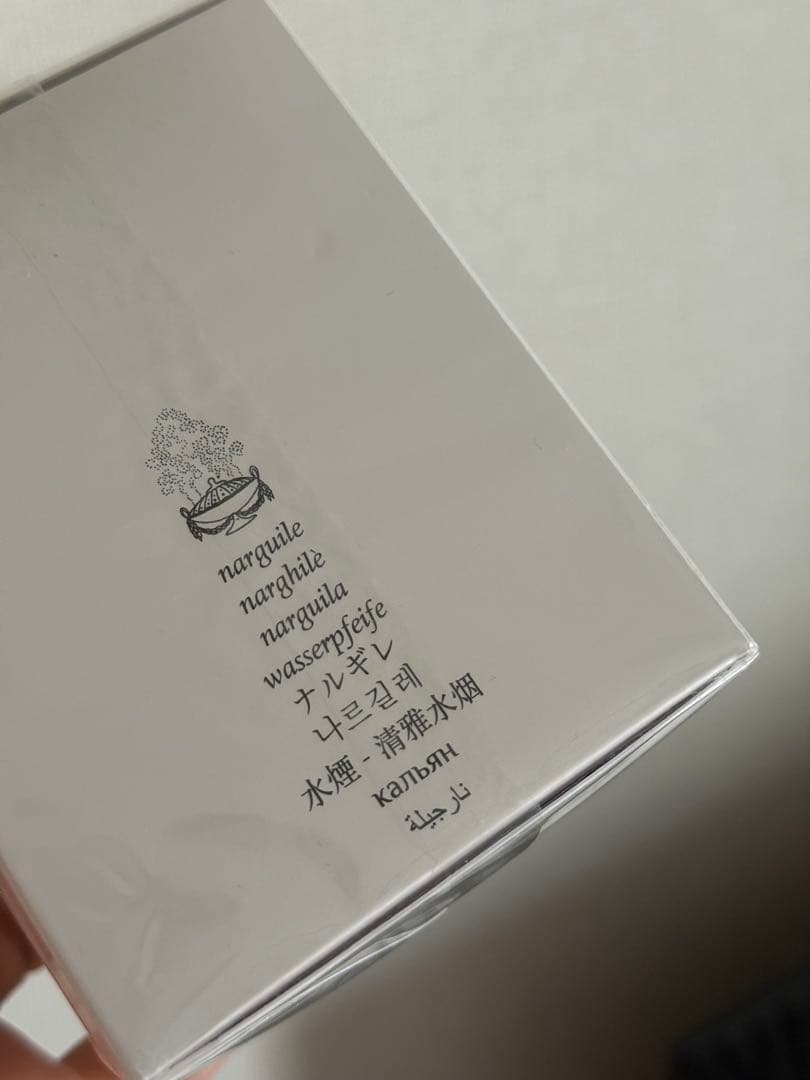 narguile
narghilè
narguila
wasserpfeife
ナルギレ
나르길레
水煙 - 清雅水烟
кальян
نارجيلة